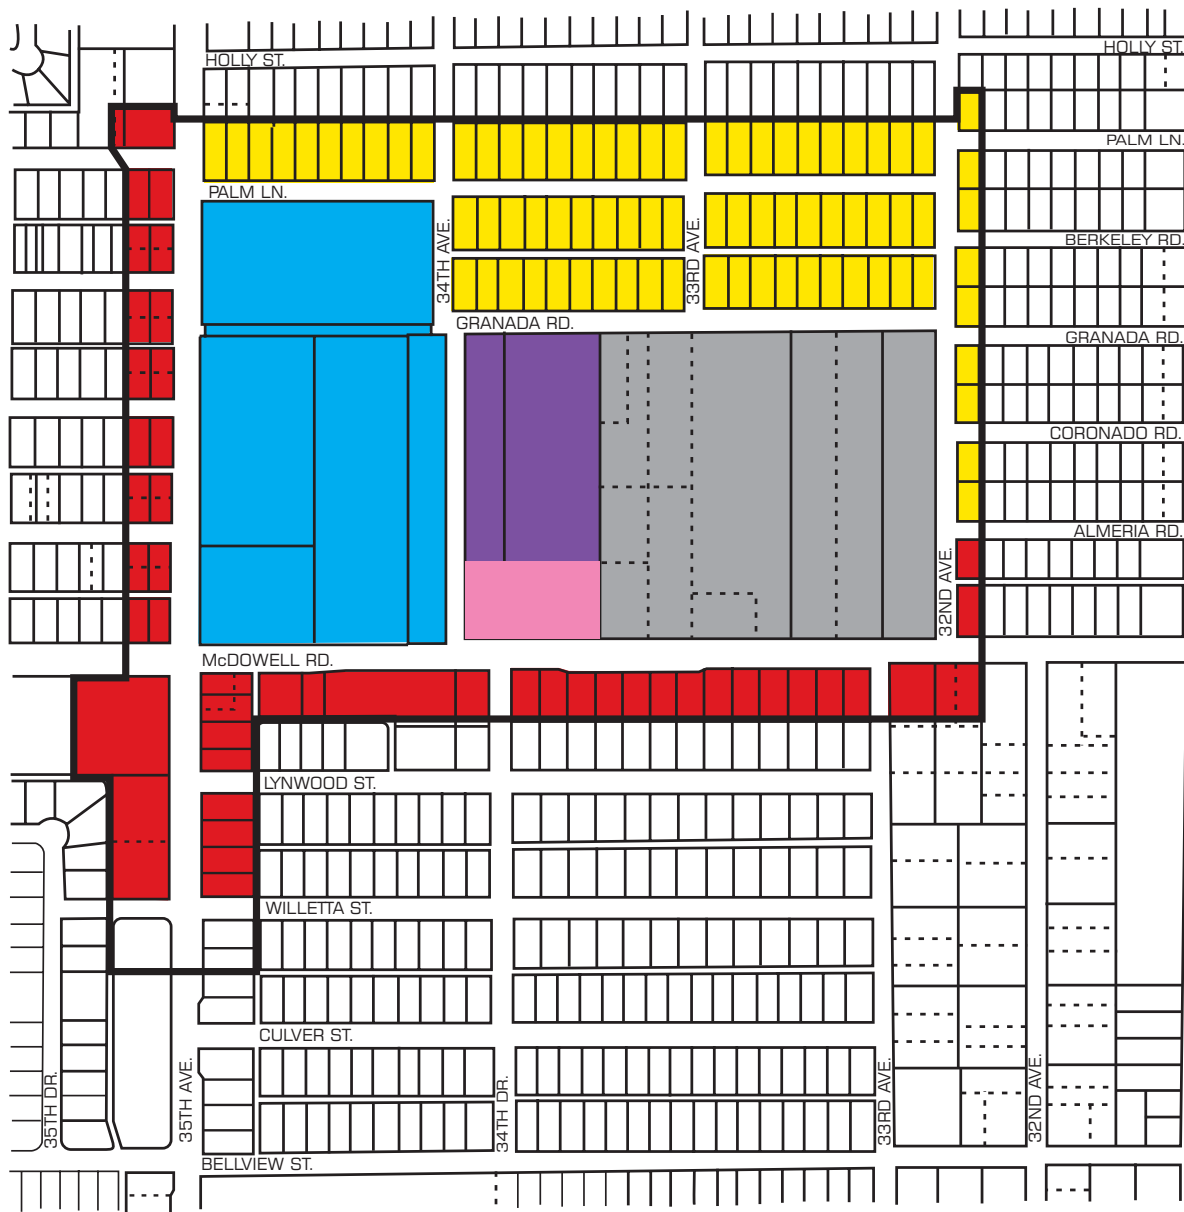 HOLLY ST.
HOLLY ST.
PALM LN.
PALM LN.
34TH AVE.
33RD AVE.
BERKELEY RD.
GRANADA RD.
GRANADA RD.
CORONADO RD.
ALMERIA RD.
32ND AVE.
McDOWELL RD.
LYNWOOD ST.
WILLETTA ST.
CULVER ST.
35TH DR.
35TH AVE.
34TH DR.
33RD AVE.
32ND AVE.
BELLVIEW ST.